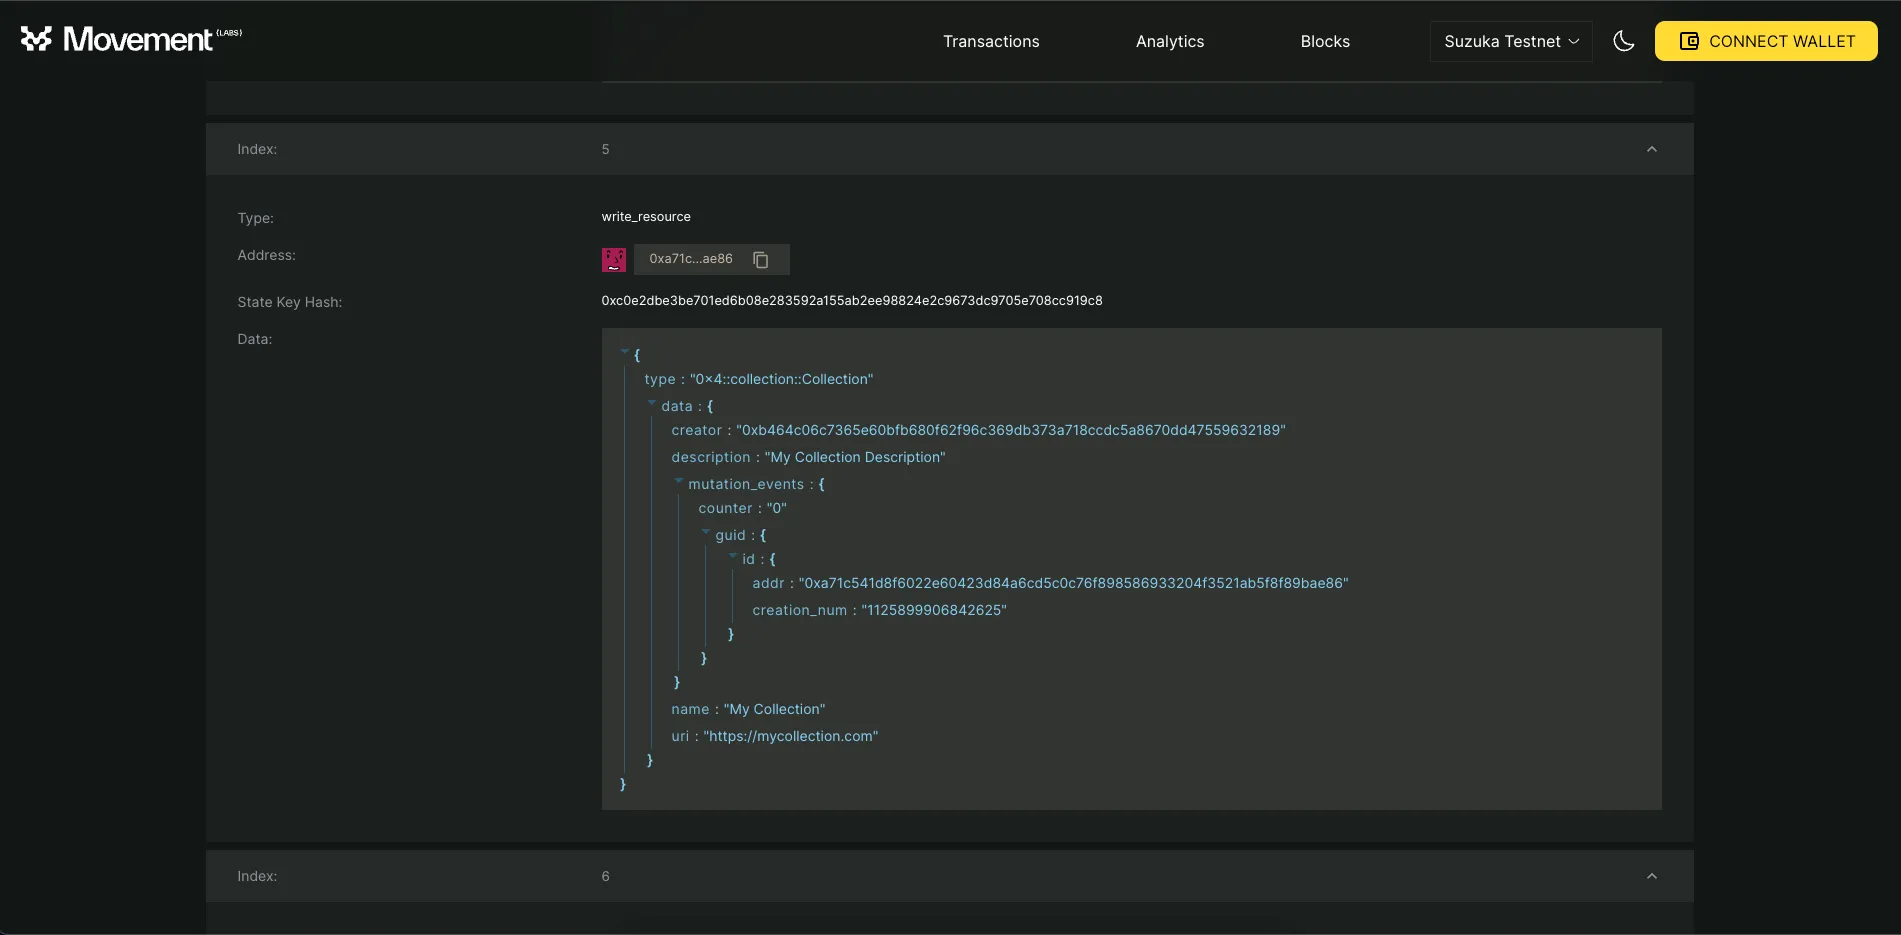 Movement {LABS}
Transactions Analytics Blocks Suzuka Testnet CONNECT WALLET
Index: 5
Type: write_resource
Address: 0xa71c...ae86
State Key Hash: 0xc0e2dbe3be701ed6b08e283592a155ab2ee98824e2c9673dc9705e708cc919c8
Data:
{
type : "0x4::collection::Collection"
data : {
creator : "0xb464c06c7365e60bfb680f62f96c369db373a718ccdc5a8670dd47559632189"
description : "My Collection Description"
mutation_events : {
counter : "0"
guid : {
id : {
addr : "0xa71c541d8f6022e60423d84a6cd5c0c76f898586933204f3521ab5f8f89bae86"
creation_num : "1125899906842625"
}
}
}
name : "My Collection"
uri : "https://mycollection.com"
}
}
Index: 6